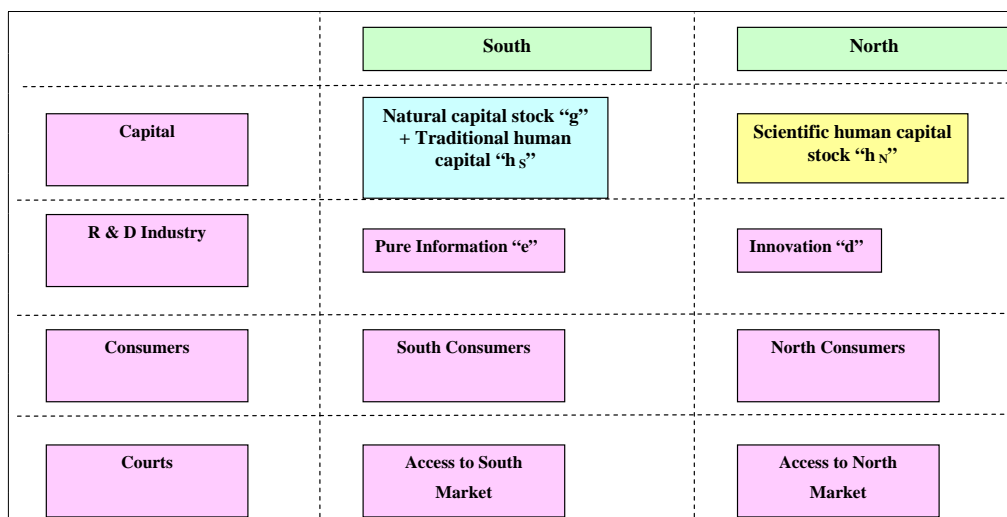 South
North
Capital
Natural capital stock “g”
+ Traditional human
capital “h S”
Scientific human capital
stock “h N”
R & D Industry
Pure Information “e”
Innovation “d”
Consumers
South Consumers
North Consumers
Courts
Access to South
Market
Access to North
Market